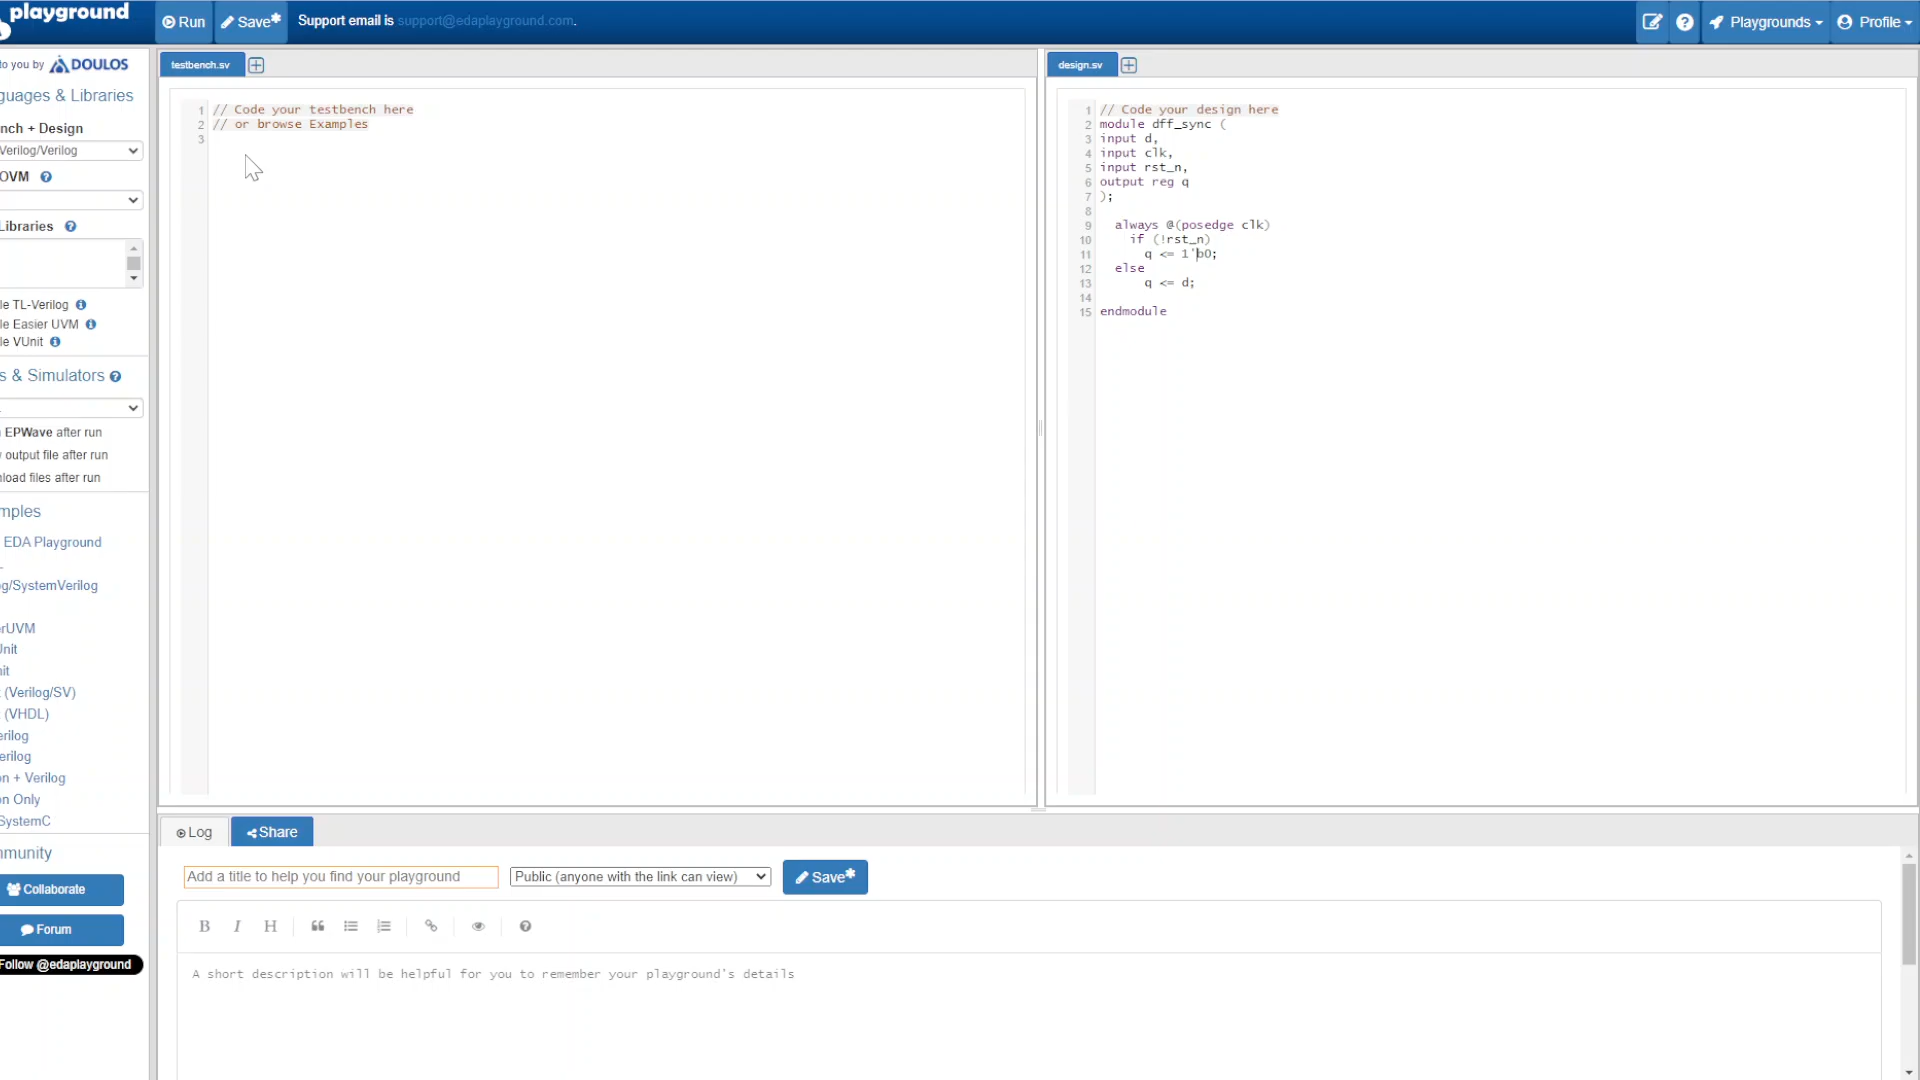 playground
Run
Save*
Support email is support@edaplayground.com.
Playgrounds
Profile
to you by DOULOS
guages & Libraries
nch + Design
Verilog/Verilog
OVM
Libraries
le TL-Verilog
le Easier UVM
le VUnit
s & Simulators
EPWave after run
output file after run
nload files after run
mples
EDA Playground
g/SystemVerilog
rUVM
Unit
it
(Verilog/SV)
(VHDL)
erilog
erilog
on + Verilog
on Only
SystemC
mmunity
Collaborate
Forum
Follow @edaplayground
testbench.sv
1 // Code your testbench here
2 // or browse Examples
3
design.sv
1 // Code your design here
2 module dff_sync (
3 input d,
4 input clk,
5 input rst_n,
6 output reg q
7 );
8
9 always @(posedge clk)
10 if (!rst_n)
11 q <= 1'b0;
12 else
13 q <= d;
14
15 endmodule
Log
Share
Add a title to help you find your playground
Public (anyone with the link can view)
Save*
B I H
A short description will be helpful for you to remember your playground's details